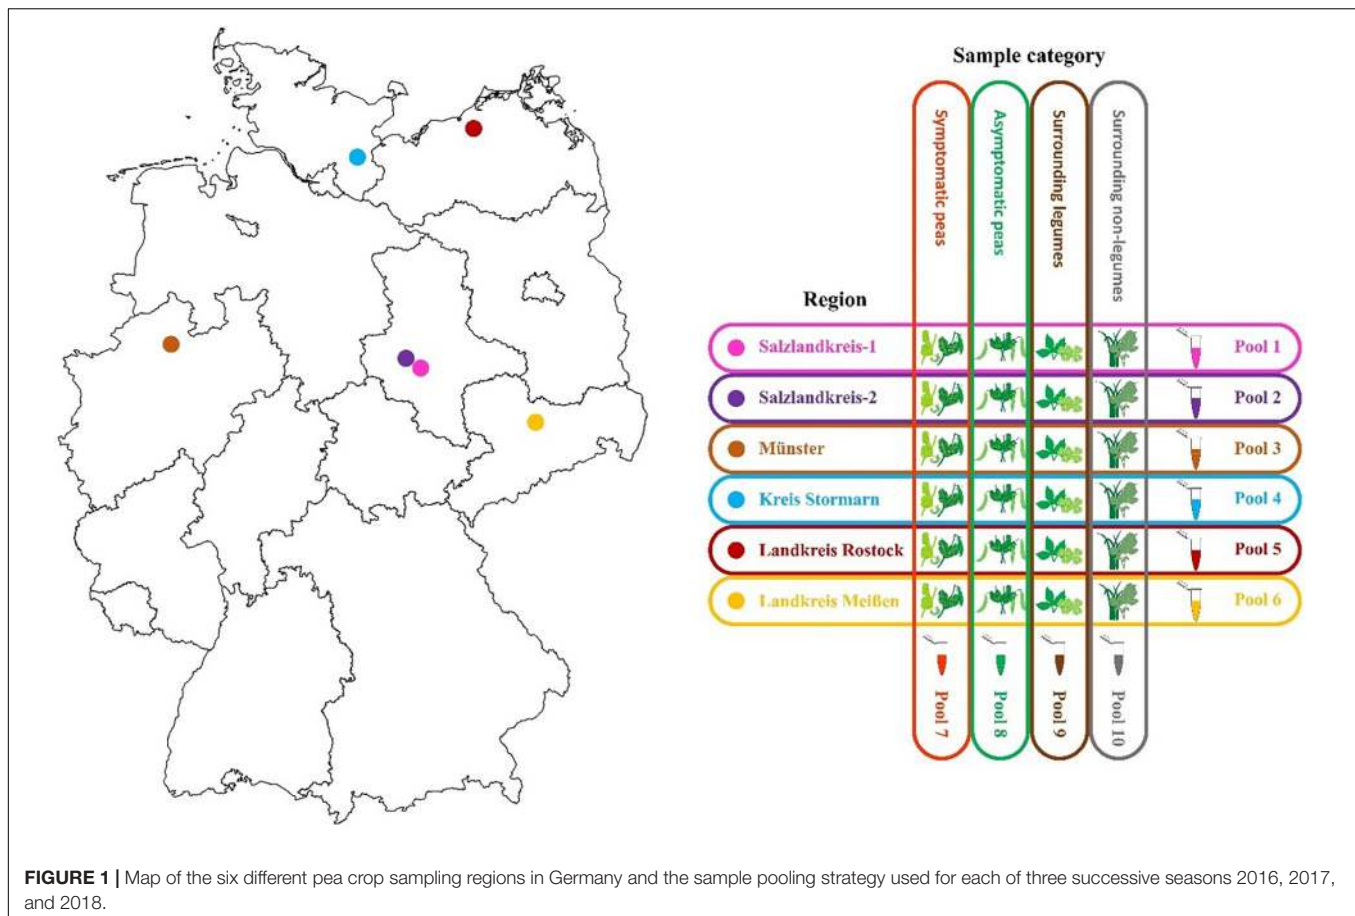 Sample category
Symptomatic peas
Asymptomatic peas
Surrounding legumes
Surrounding non-legumes
Region
Salzlandkreis-1 Pool 1
Salzlandkreis-2 Pool 2
Münster Pool 3
Kreis Stormarn Pool 4
Landkreis Rostock Pool 5
Landkreis Meißen Pool 6
Pool 7
Pool 8
Pool 9
Pool 10
FIGURE 1 | Map of the six different pea crop sampling regions in Germany and the sample pooling strategy used for each of three successive seasons 2016, 2017,
and 2018.